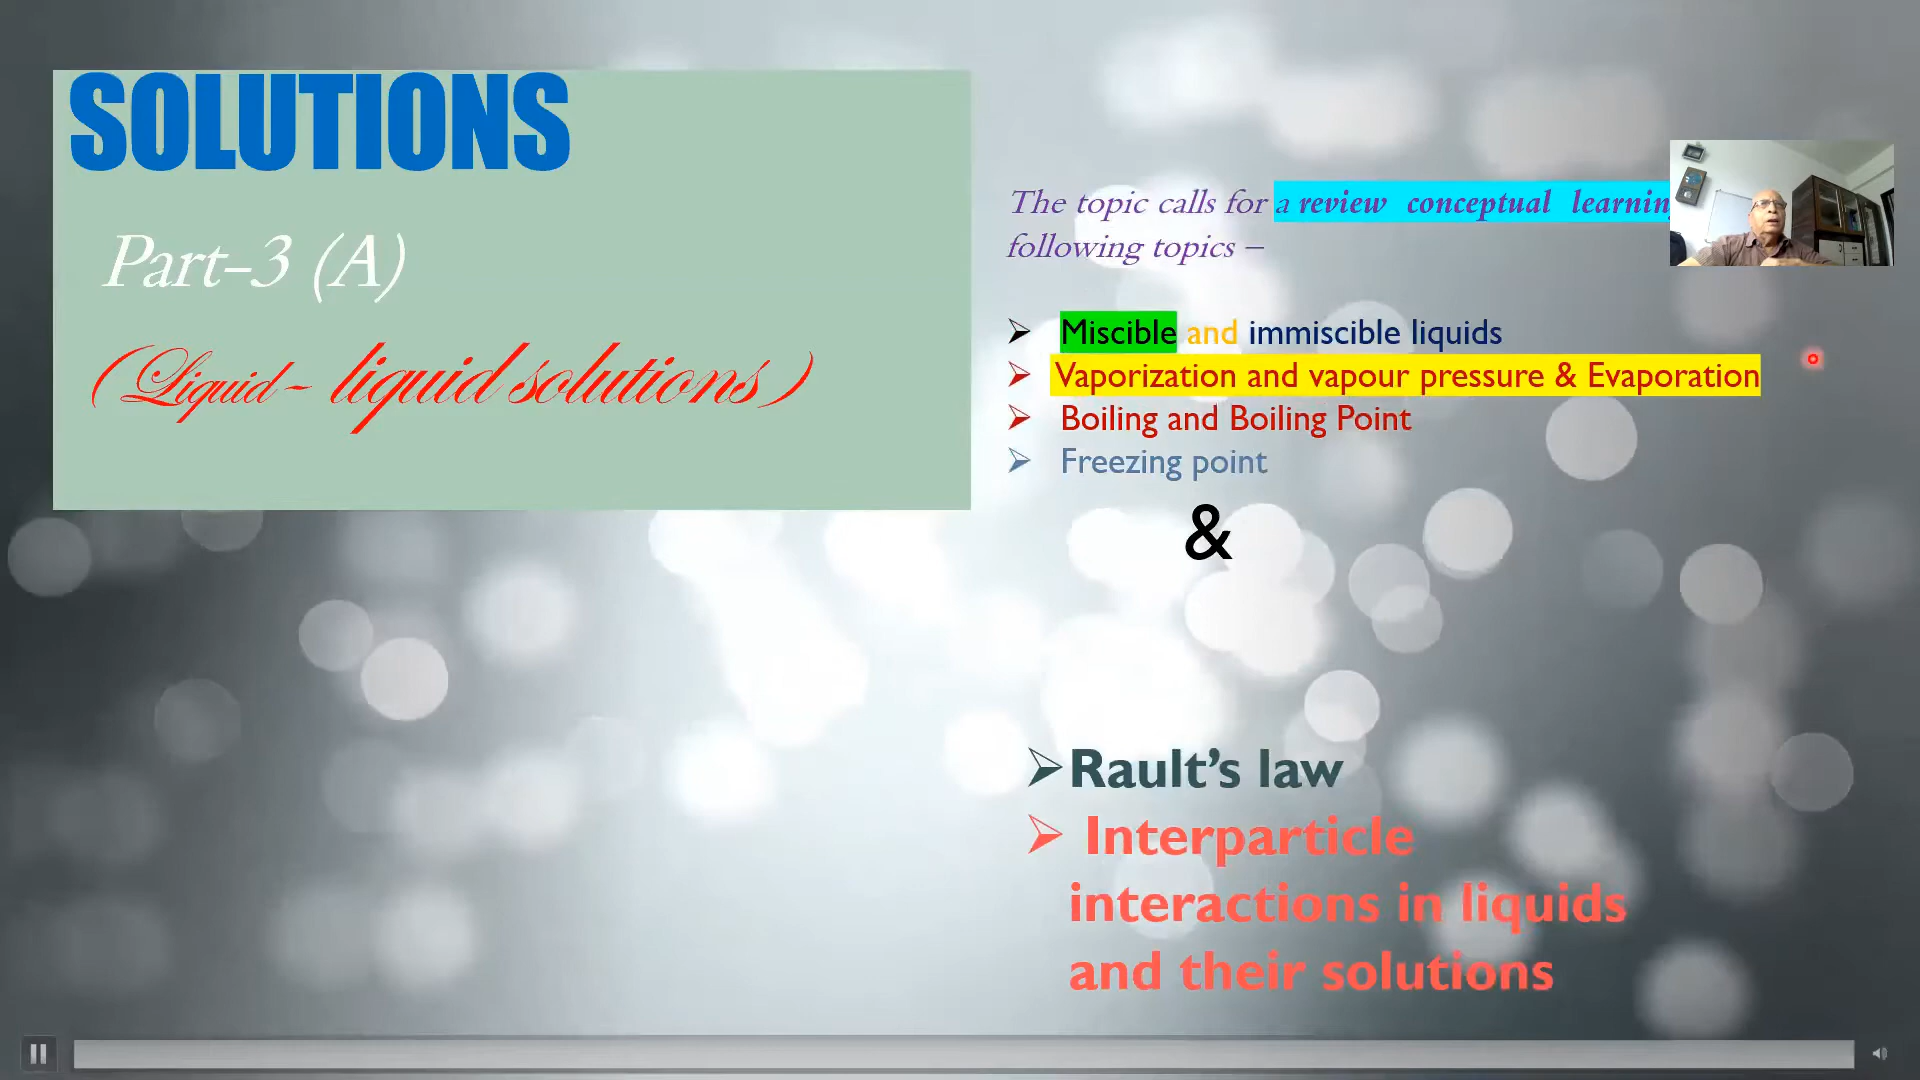 SOLUTIONS
Part-3 (A)
(Liquid- liquid solutions)
The topic calls for a review conceptual
following topics –
➢ Miscible and immiscible liquids
➢ Vaporization and vapour pressure & Evaporation
➢ Boiling and Boiling Point
➢ Freezing point
&
➢Rault’s law
➢ Interparticle
interactions in liquids
and their solutions